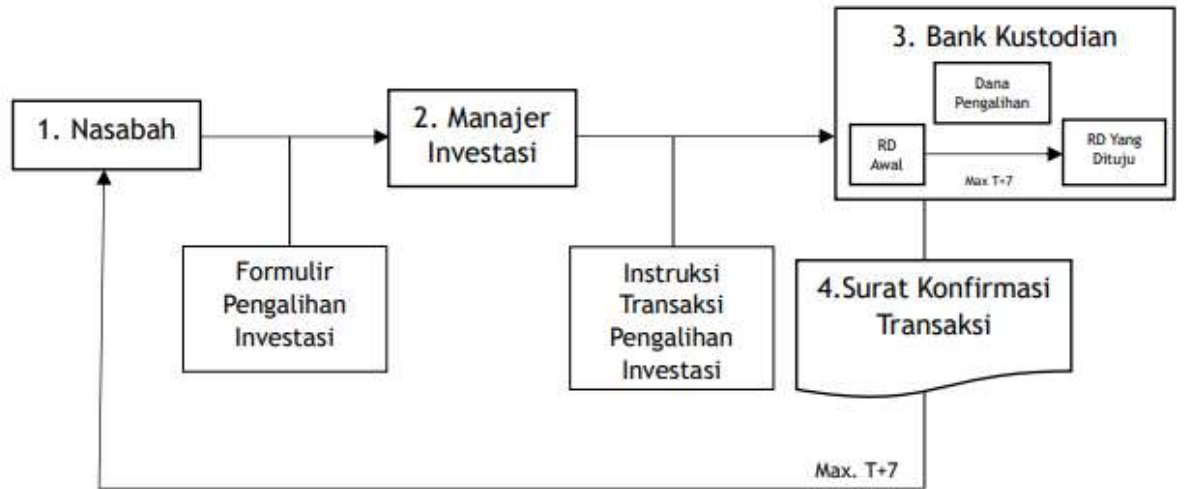 1. Nasabah
2. Manajer
Investasi
3. Bank Kustodian
Dana
Pengalihan
RD
Awal
RD Yang
Dituju
Max T+7
Formulir
Pengalihan
Investasi
Instruksi
Transaksi
Pengalihan
Investasi
4.Surat Konfirmasi
Transaksi
Max. T+7